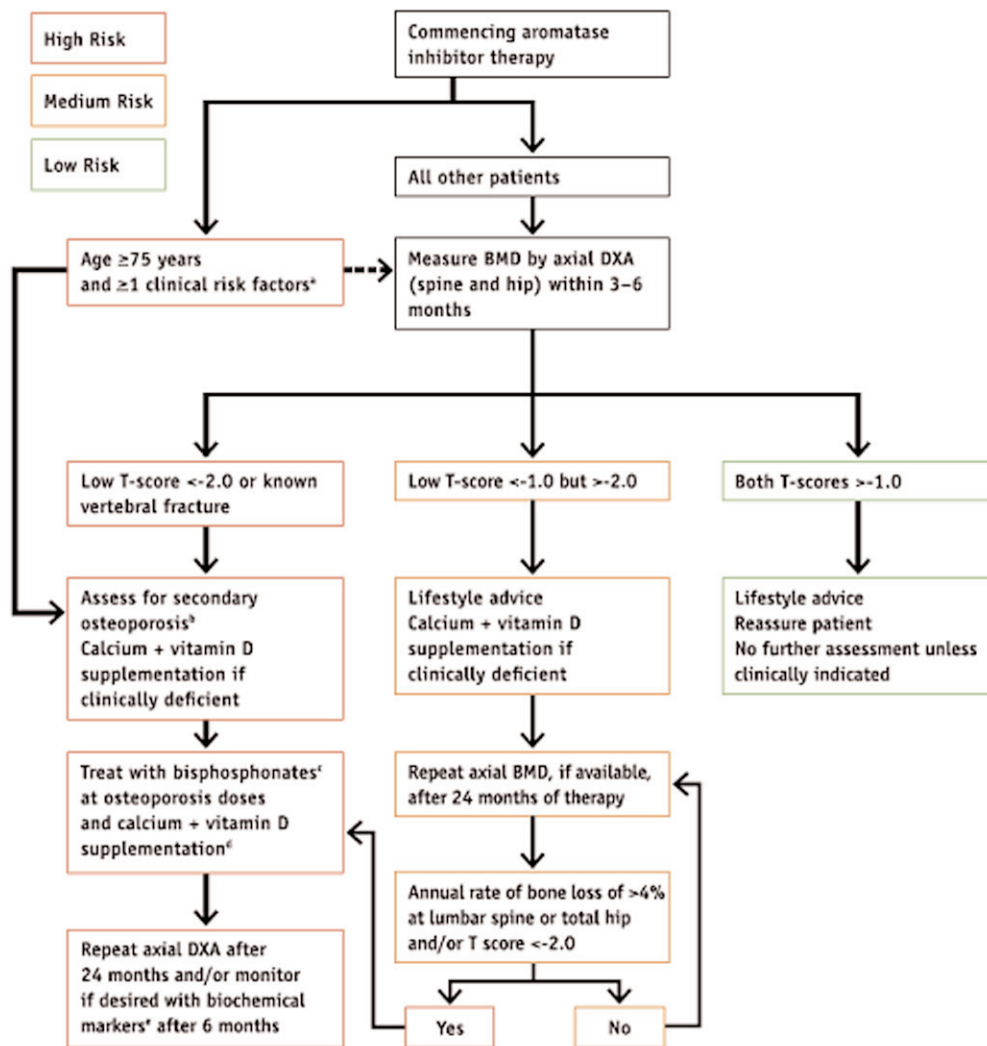 High Risk
Medium Risk
Low Risk
Commencing aromatase
inhibitor therapy
All other patients
Age ≥75 years
and ≥1 clinical risk factorsᵃ
Measure BMD by axial DXA
(spine and hip) within 3–6
months
Low T-score <-2.0 or known
vertebral fracture
Low T-score <-1.0 but >-2.0
Both T-scores >-1.0
Assess for secondary
osteoporosisᵇ
Calcium + vitamin D
supplementation if
clinically deficient
Lifestyle advice
Calcium + vitamin D
supplementation if
clinically deficient
Lifestyle advice
Reassure patient
No further assessment unless
clinically indicated
Treat with bisphosphonatesᶜ
at osteoporosis doses
and calcium + vitamin D
supplementationᵈ
Repeat axial BMD, if available,
after 24 months of therapy
Annual rate of bone loss of >4%
at lumbar spine or total hip
and/or T score <-2.0
Repeat axial DXA after
24 months and/or monitor
if desired with biochemical
markersᵉ after 6 months
Yes
No